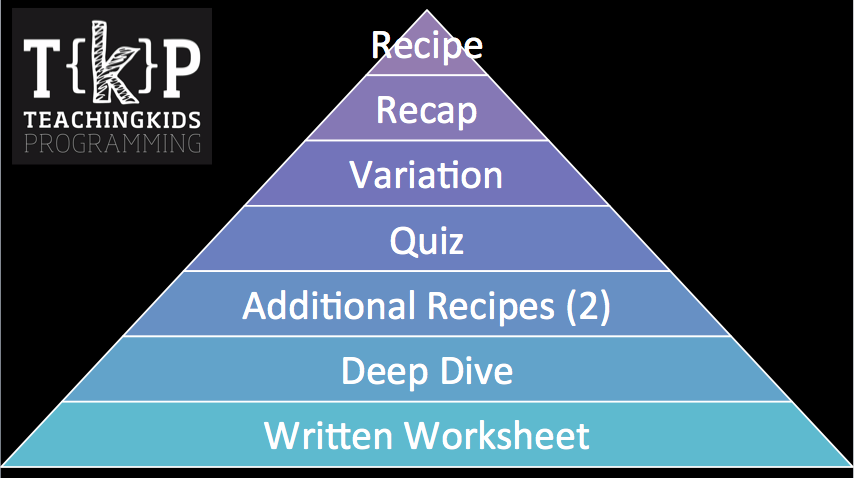 T{k}P
TEACHINGKIDS
PROGRAMMING
Recipe
Recap
Variation
Quiz
Additional Recipes (2)
Deep Dive
Written Worksheet